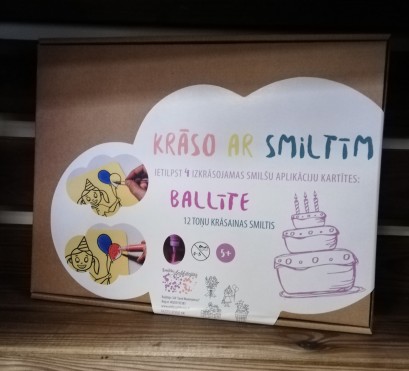 KRĀSO AR SMILTĪM
IETILPST 4 IZKRĀSOJAMAS SMILŠU APLIKĀCIJU KARTĪTES:
BALLĪTE
12 TOŅU KRĀSAINAS SMILTIS
5+